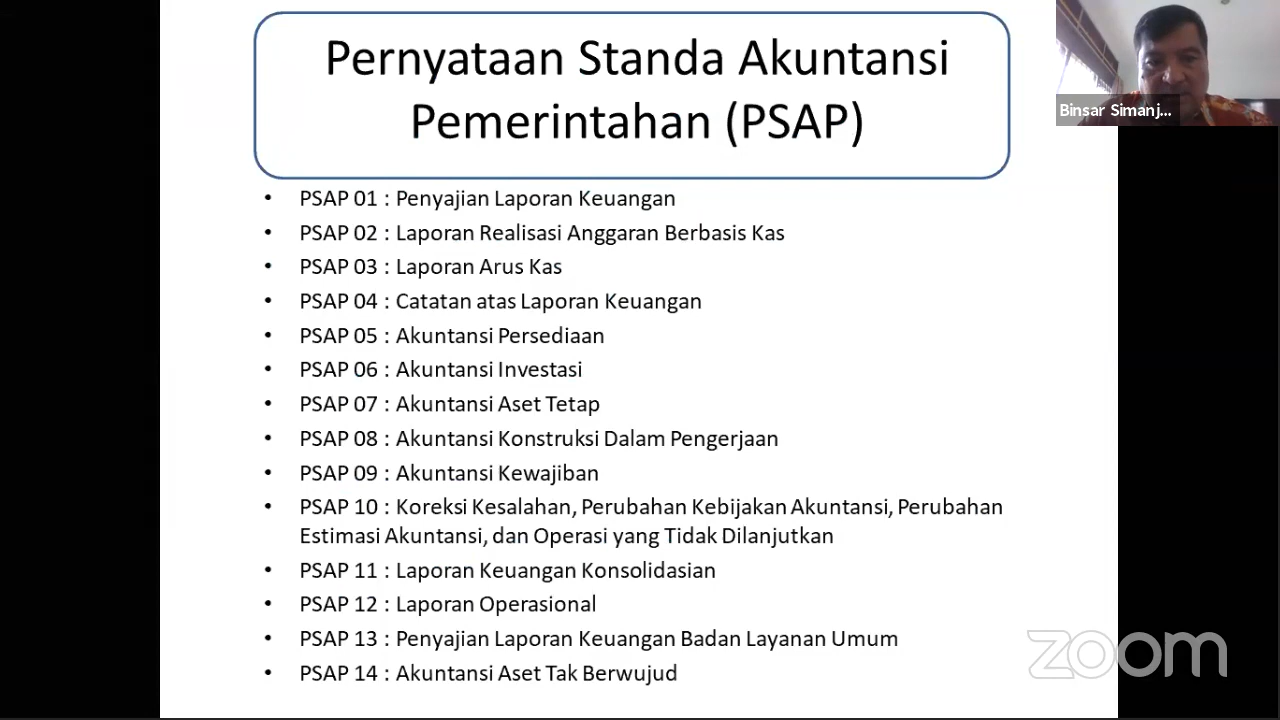 Pernyataan Standa Akuntansi
Pemerintahan (PSAP)
Binsar Simanj...
• PSAP 01 : Penyajian Laporan Keuangan
• PSAP 02 : Laporan Realisasi Anggaran Berbasis Kas
• PSAP 03 : Laporan Arus Kas
• PSAP 04 : Catatan atas Laporan Keuangan
• PSAP 05 : Akuntansi Persediaan
• PSAP 06 : Akuntansi Investasi
• PSAP 07 : Akuntansi Aset Tetap
• PSAP 08 : Akuntansi Konstruksi Dalam Pengerjaan
• PSAP 09 : Akuntansi Kewajiban
• PSAP 10 : Koreksi Kesalahan, Perubahan Kebijakan Akuntansi, Perubahan
Estimasi Akuntansi, dan Operasi yang Tidak Dilanjutkan
• PSAP 11 : Laporan Keuangan Konsolidasian
• PSAP 12 : Laporan Operasional
• PSAP 13 : Penyajian Laporan Keuangan Badan Layanan Umum
• PSAP 14 : Akuntansi Aset Tak Berwujud
zoom